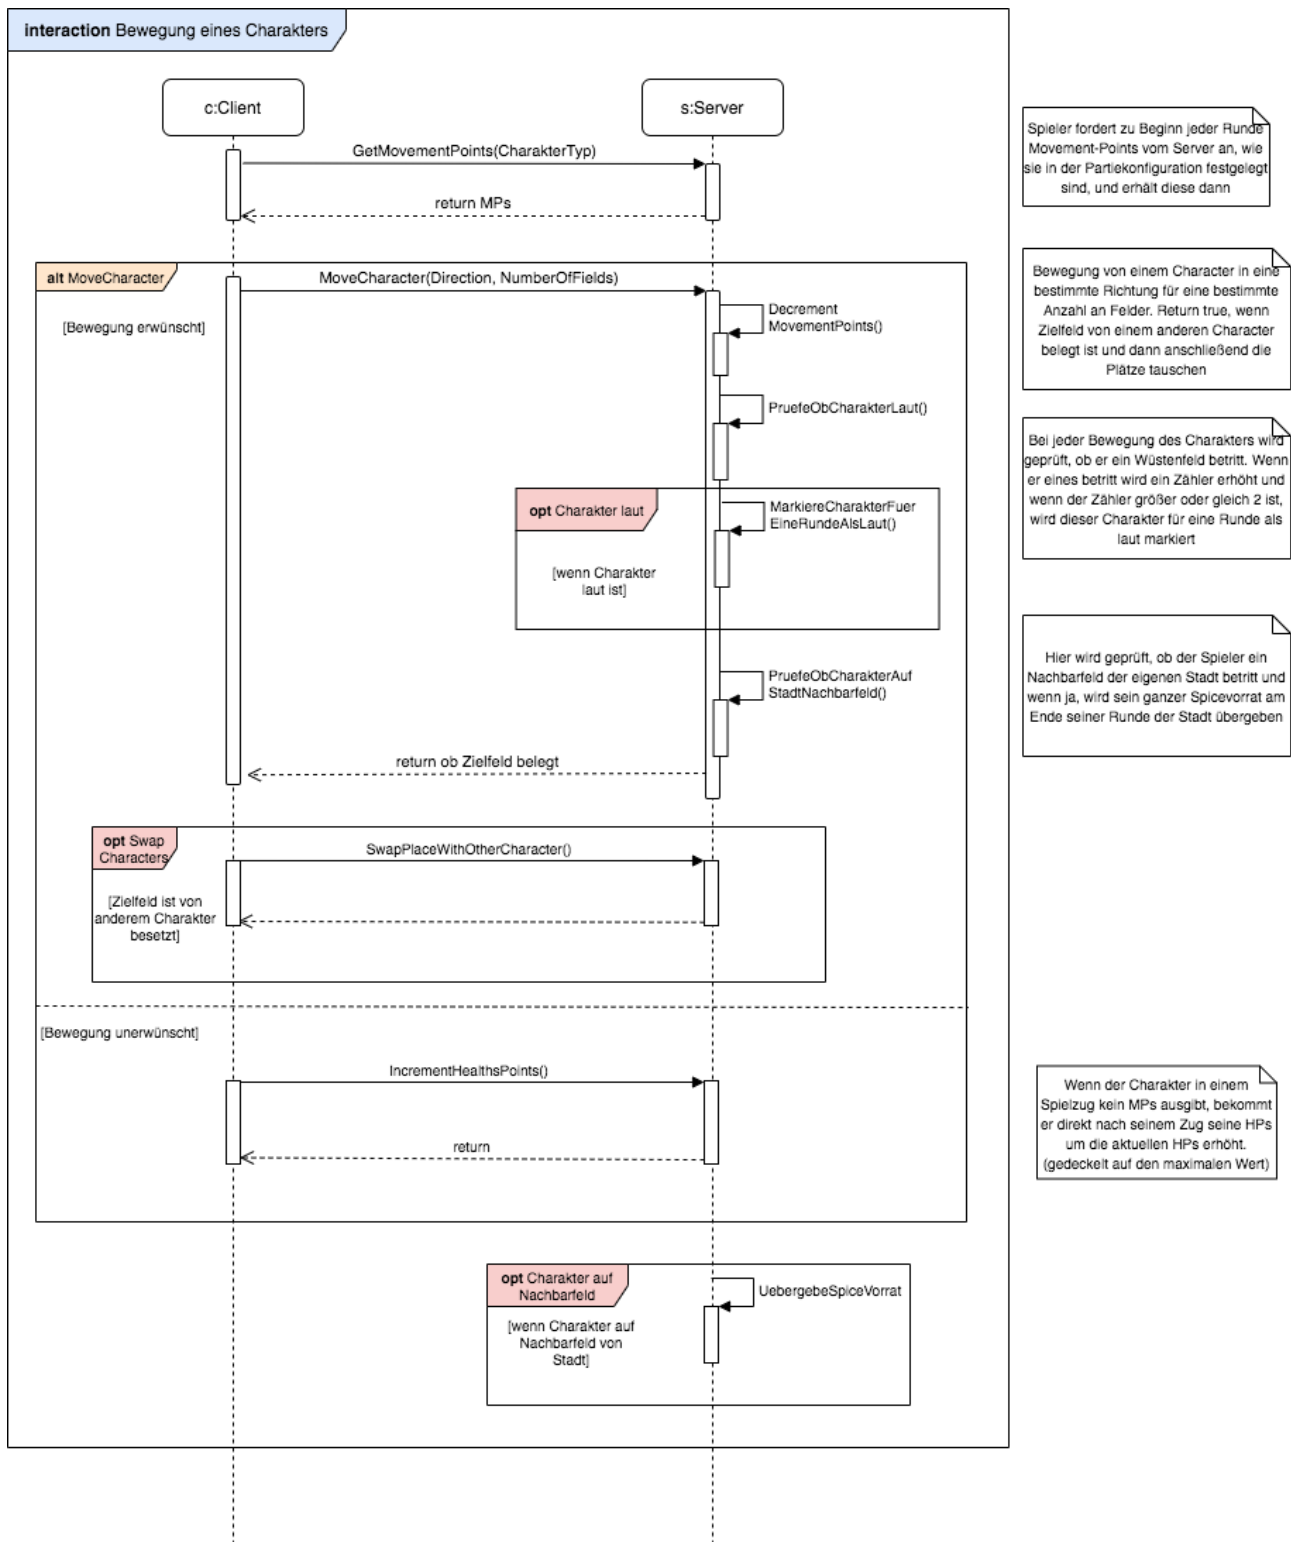 interaction Bewegung eines Charakters
c:Client
s:Server
GetMovementPoints(CharakterTyp)
return MPs
Spieler fordert zu Beginn jeder Runde
Movement-Points vom Server an, wie
sie in der Partiekonfiguration festgelegt
sind, und erhält diese dann
alt MoveCharacter
MoveCharacter(Direction, NumberOfFields)
[Bewegung erwünscht]
Decrement
MovementPoints()
Bewegung von einem Character in eine
bestimmte Richtung für eine bestimmte
Anzahl an Felder. Return true, wenn
Zielfeld von einem anderen Character
belegt ist und dann anschließend die
Plätze tauschen
PruefeObCharakterLaut()
Bei jeder Bewegung des Charakters wird
geprüft, ob er ein Wüstenfeld betritt. Wenn
er eines betritt wird ein Zähler erhöht und
wenn der Zähler größer oder gleich 2 ist,
wird dieser Charakter für eine Runde als
laut markiert
opt Charakter laut
MarkiereCharakterFuer
EineRundeAlsLaut()
[wenn Charakter
laut ist]
PruefeObCharakterAuf
StadtNachbarfeld()
Hier wird geprüft, ob der Spieler ein
Nachbarfeld der eigenen Stadt betritt und
wenn ja, wird sein ganzer Spicevorrat am
Ende seiner Runde der Stadt übergeben
return ob Zielfeld belegt
opt Swap
Characters
SwapPlaceWithOtherCharacter()
[Zielfeld ist von
anderem Charakter
besetzt]
[Bewegung unerwünscht]
IncrementHealthsPoints()
return
Wenn der Charakter in einem
Spielzug kein MPs ausgibt, bekommt
er direkt nach seinem Zug seine HPs
um die aktuellen HPs erhöht.
(gedeckelt auf den maximalen Wert)
opt Charakter auf
Nachbarfeld
UebergebeSpiceVorrat
[wenn Charakter auf
Nachbarfeld von
Stadt]